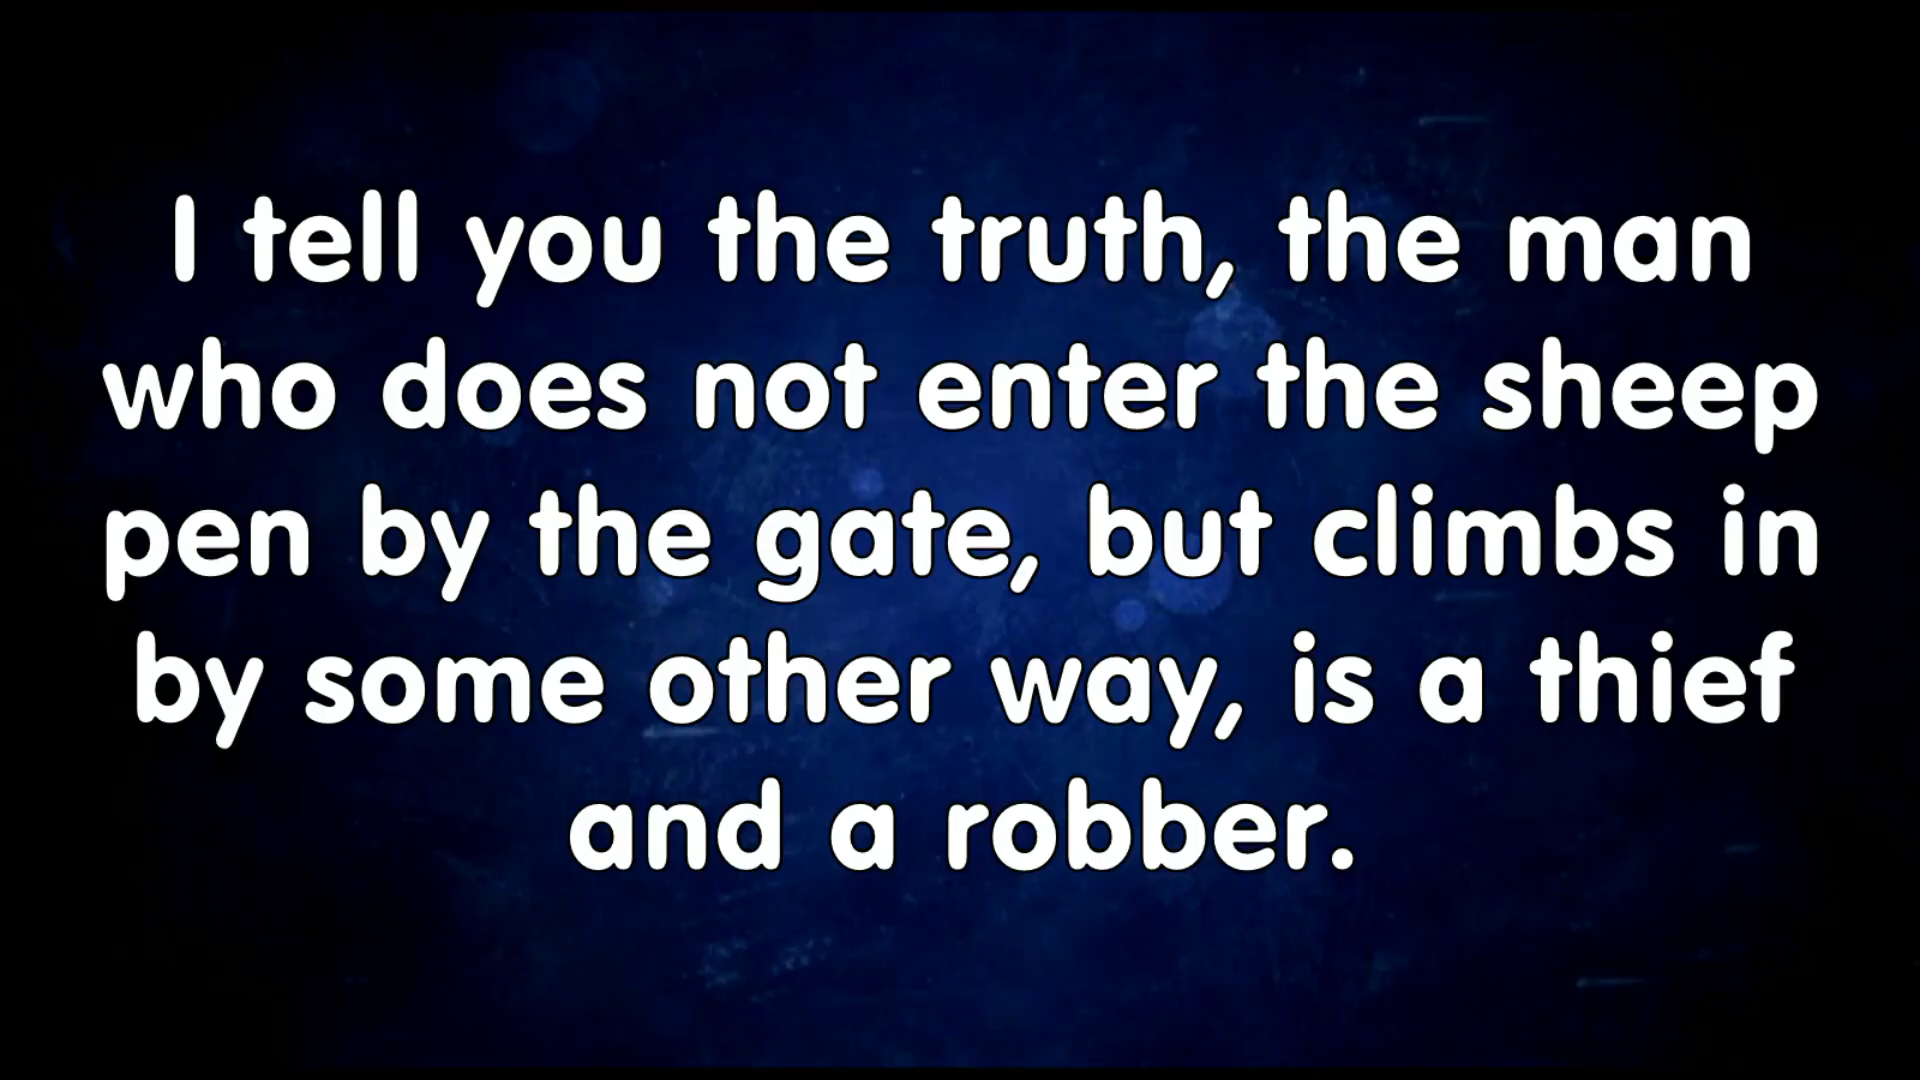 I tell you the truth, the man
who does not enter the sheep
pen by the gate, but climbs in
by some other way, is a thief
and a robber.